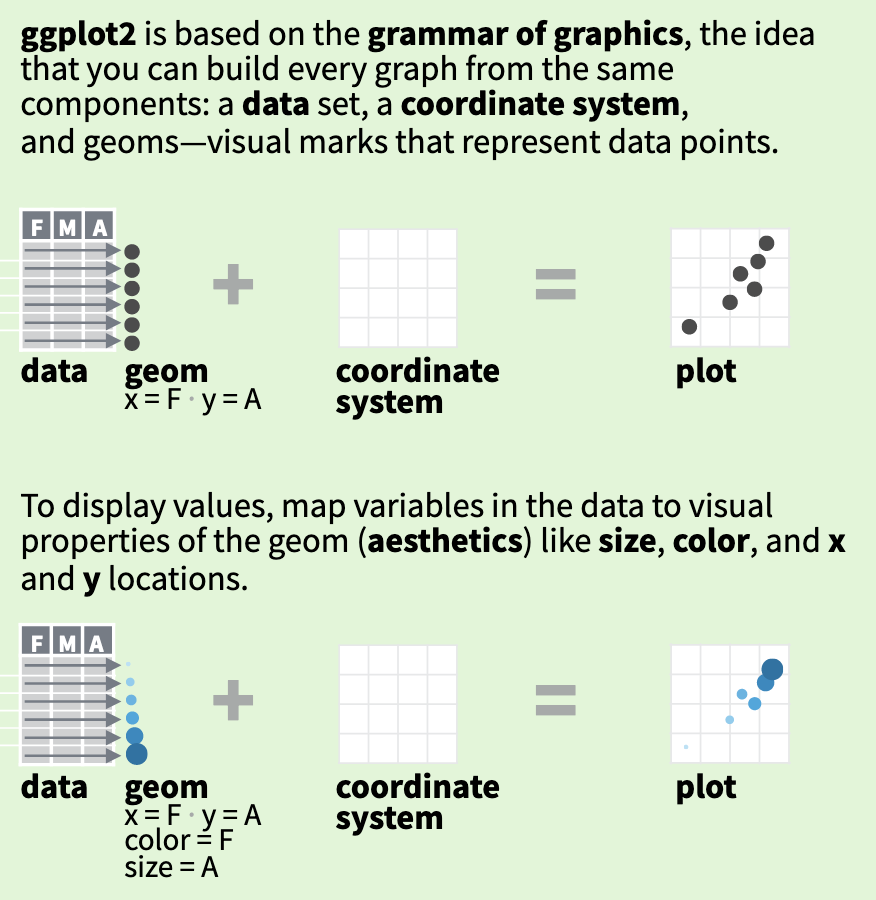 ggplot2 is based on the grammar of graphics, the idea
that you can build every graph from the same
components: a data set, a coordinate system,
and geoms—visual marks that represent data points.
F M A
data
geom
x = F · y = A
+
coordinate
system
=
plot
To display values, map variables in the data to visual
properties of the geom (aesthetics) like size, color, and x
and y locations.
F M A
data
geom
x = F · y = A
color = F
size = A
+
coordinate
system
=
plot